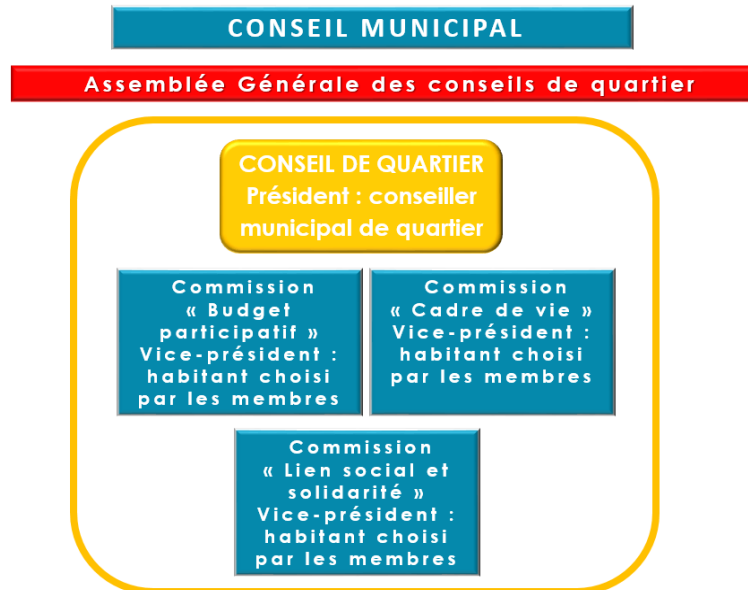 CONSEIL MUNICIPAL
Assemblée Générale des conseils de quartier
CONSEIL DE QUARTIER
Président : conseiller
municipal de quartier
Commission
« Budget
participatif »
Vice-président :
habitant choisi
par les membres
Commission
« Cadre de vie »
Vice-président :
habitant choisi
par les membres
Commission
« Lien social et
solidarité »
Vice-président :
habitant choisi
par les membres